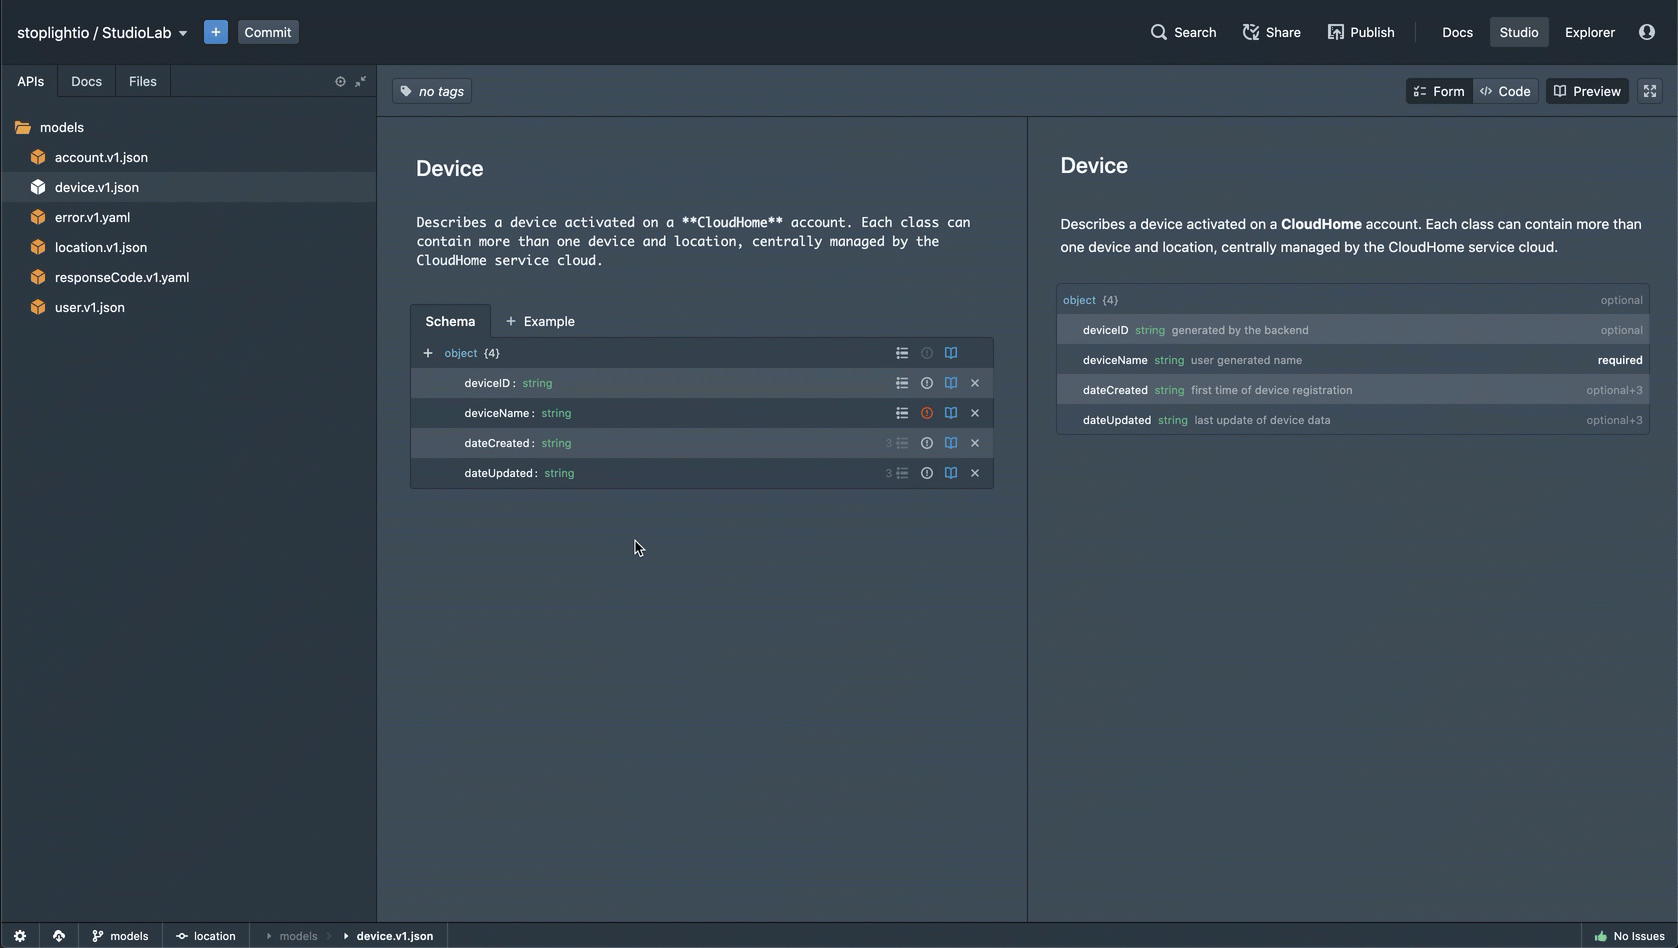 stoplightio / StudioLab
+
Commit
Search
Share
Publish
Docs
Studio
Explorer
APIs
Docs
Files
no tags
Form
</> Code
Preview
models
account.v1.json
device.v1.json
error.v1.yaml
location.v1.json
responseCode.v1.yaml
user.v1.json
Device
Describes a device activated on a **CloudHome** account. Each class can
contain more than one device and location, centrally managed by the
CloudHome service cloud.
Schema
+ Example
+ object {4}
deviceID : string
deviceName : string
dateCreated : string 3
dateUpdated : string 3
Device
Describes a device activated on a CloudHome account. Each class can contain more than
one device and location, centrally managed by the CloudHome service cloud.
object {4} optional
deviceID string generated by the backend optional
deviceName string user generated name required
dateCreated string first time of device registration optional+3
dateUpdated string last update of device data optional+3
models
location
models
device.v1.json
No Issues